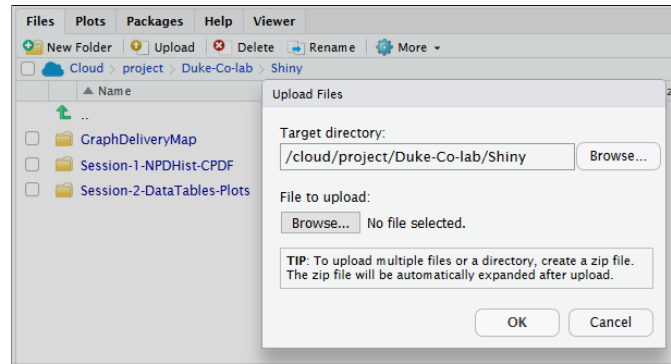 Files Plots Packages Help Viewer
New Folder Upload Delete Rename More
Cloud project Duke-Co-lab Shiny
Name
Upload Files
..
GraphDeliveryMap
Session-1-NPDHist-CPDF
Session-2-DataTables-Plots
Target directory:
/cloud/project/Duke-Co-lab/Shiny Browse...
File to upload:
Browse... No file selected.
TIP: To upload multiple files or a directory, create a zip file.
The zip file will be automatically expanded after upload.
OK Cancel